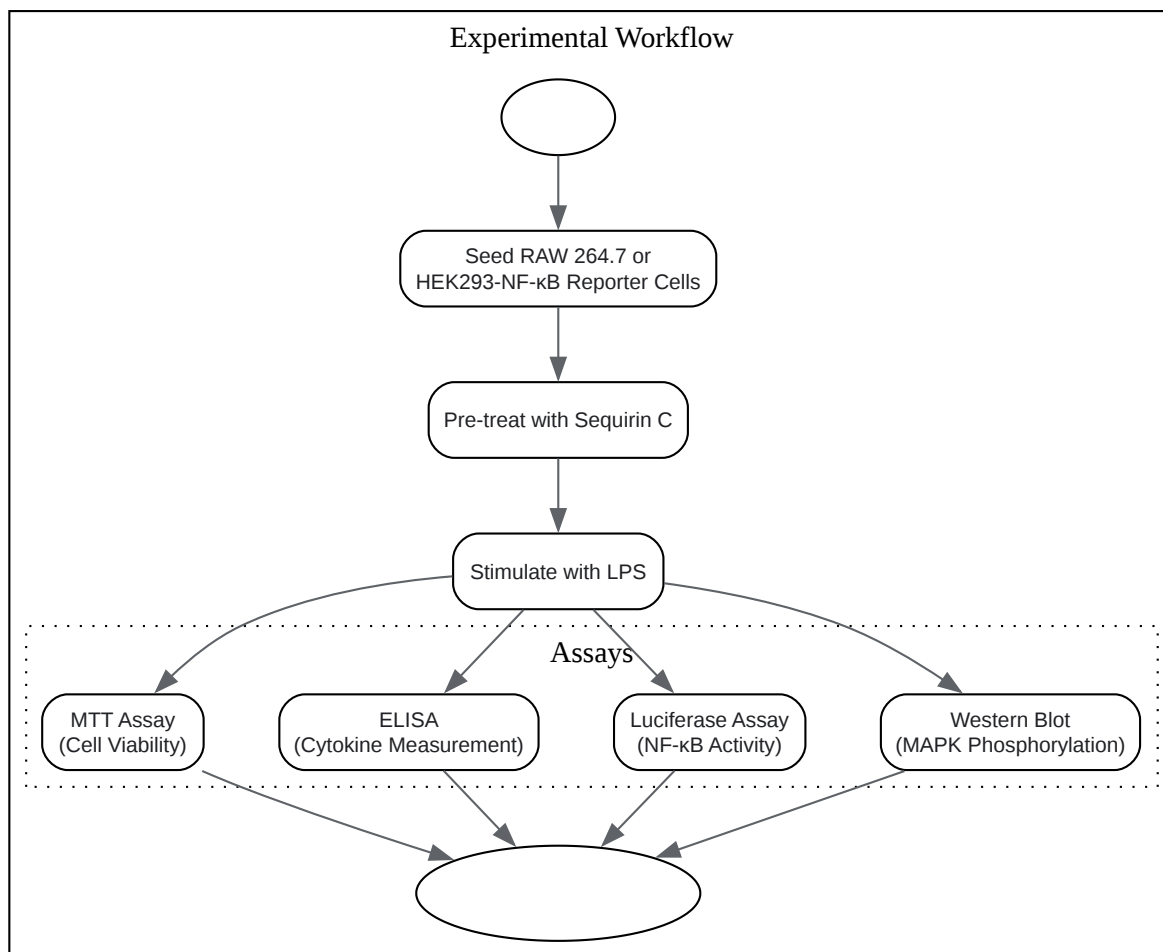 Experimental Workflow
Seed RAW 264.7 or
HEK293-NF-κB Reporter Cells
Pre-treat with Sequirin C
Stimulate with LPS
Assays
MTT Assay
(Cell Viability)
ELISA
(Cytokine Measurement)
Luciferase Assay
(NF-κB Activity)
Western Blot
(MAPK Phosphorylation)